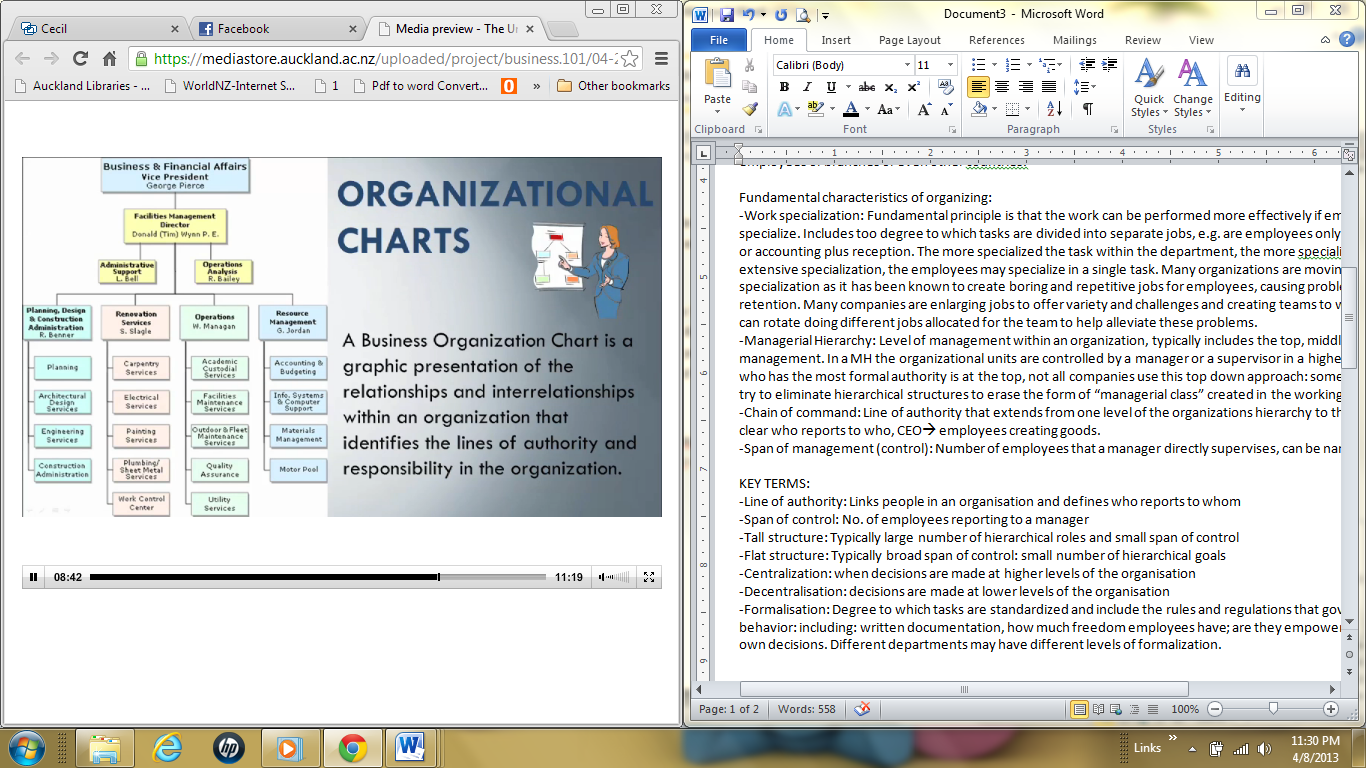 Cecil
Facebook
Media preview - The Un
https://mediastore.auckland.ac.nz/uploaded/project/business.101/04-2
Auckland Libraries - ...
WorldNZ-Internet S...
1
Pdf to word Convert...
O
»
Other bookmarks
Business & Financial Affairs
Vice President
George Pierce
Facilities Management
Director
Donald (Tim) Wynn P. E.
Administrative
Support
L. Bell
Operations
Analysis
R. Bailey
Planning, Design
& Construction
Administration
R. Benner
Renovation
Services
S. Slagle
Operations
W. Managan
Resource
Management
G. Jordan
Planning
Carpentry
Services
Academic
Custodial
Services
Accounting &
Budgeting
Architectural
Design
Services
Electrical
Services
Facilities
Maintenance
Services
Info. Systems
& Computer
Support
Engineering
Services
Painting
Services
Outdoor & Fleet
Maintenance
Services
Materials
Management
Construction
Administration
Plumbing/
Sheet Metal
Services
Quality
Assurance
Motor Pool
Work Control
Center
Utility
Services
ORGANIZATIONAL
CHARTS
A Business Organization Chart is a
graphic presentation of the
relationships and interrelationships
within an organization that
identifies the lines of authority and
responsibility in the organization.
08:42
11:19
Document3 - Microsoft Word
File
Home
Insert
Page Layout
References
Mailings
Review
View
Calibri (Body)
11
Paste
B I U abc X₂ X²
A ab A Aa A A
Quick
Styles
Change
Styles
Editing
Clipboard
Font
Paragraph
Styles
1 2 3 4 5 6
4
5
6
7
8
9
Fundamental characteristics of organizing:
-Work specialization: Fundamental principle is that the work can be performed more effectively if em
specialize. Includes too degree to which tasks are divided into separate jobs, e.g. are employees only
or accounting plus reception. The more specialized the task within the department, the more speciali
extensive specialization, the employees may specialize in a single task. Many organizations are movin
specialization as it has been known to create boring and repetitive jobs for employees, causing proble
retention. Many companies are enlarging jobs to offer variety and challenges and creating teams to w
can rotate doing different jobs allocated for the team to help alleviate these problems.
-Managerial Hierarchy: Level of management within an organization, typically includes the top, middl
management. In a MH the organizational units are controlled by a manager or a supervisor in a highe
who has the most formal authority is at the top, not all companies use this top down approach: some
try to eliminate hierarchical structures to erase the form of “managerial class” created in the working
-Chain of command: Line of authority that extends from one level of the organizations hierarchy to th
clear who reports to who, CEO→ employees creating goods.
-Span of management (control): Number of employees that a manager directly supervises, can be nar
KEY TERMS:
-Line of authority: Links people in an organisation and defines who reports to whom
-Span of control: No. of employees reporting to a manager
-Tall structure: Typically large number of hierarchical roles and small span of control
-Flat structure: Typically broad span of control: small number of hierarchical goals
-Centralization: when decisions are made at higher levels of the organisation
-Decentralisation: decisions are made at lower levels of the organisation
-Formalisation: Degree to which tasks are standardized and include the rules and regulations that gov
behavior: including: written documentation, how much freedom employees have; are they empower
own decisions. Different departments may have different levels of formalization.
Page: 1 of 2
Words: 558
100%
hp
Links
»
11:30 PM
4/8/2013